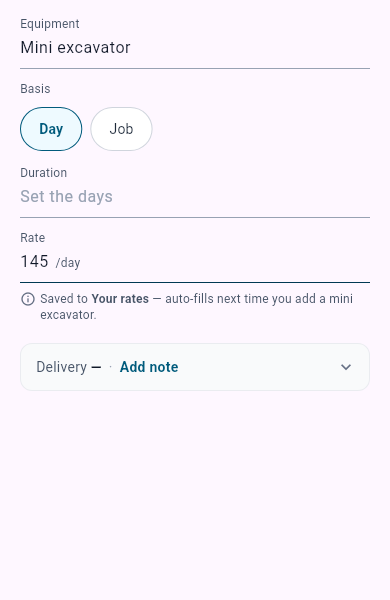 Equipment
Mini excavator
Basis
Day Job
Duration
Set the days
Rate
145 /day
Saved to Your rates — auto-fills next time you add a mini
excavator.
Delivery — · Add note